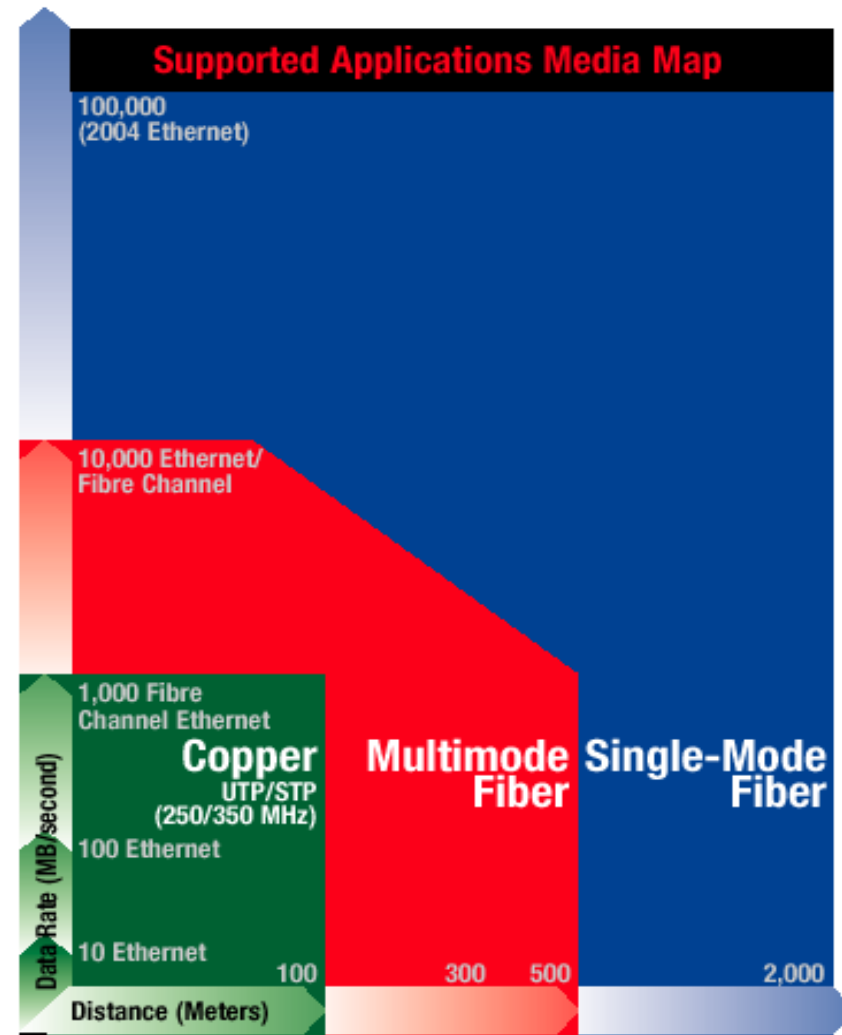 Supported Applications Media Map
100,000
(2004 Ethernet)
10,000 Ethernet/
Fibre Channel
1,000 Fibre
Channel Ethernet
Copper
UTP/STP
(250/350 MHz)
Multimode
Fiber
Single-Mode
Fiber
100 Ethernet
10 Ethernet
100
300
500
2,000
Data Rate (MB/second)
Distance (Meters)